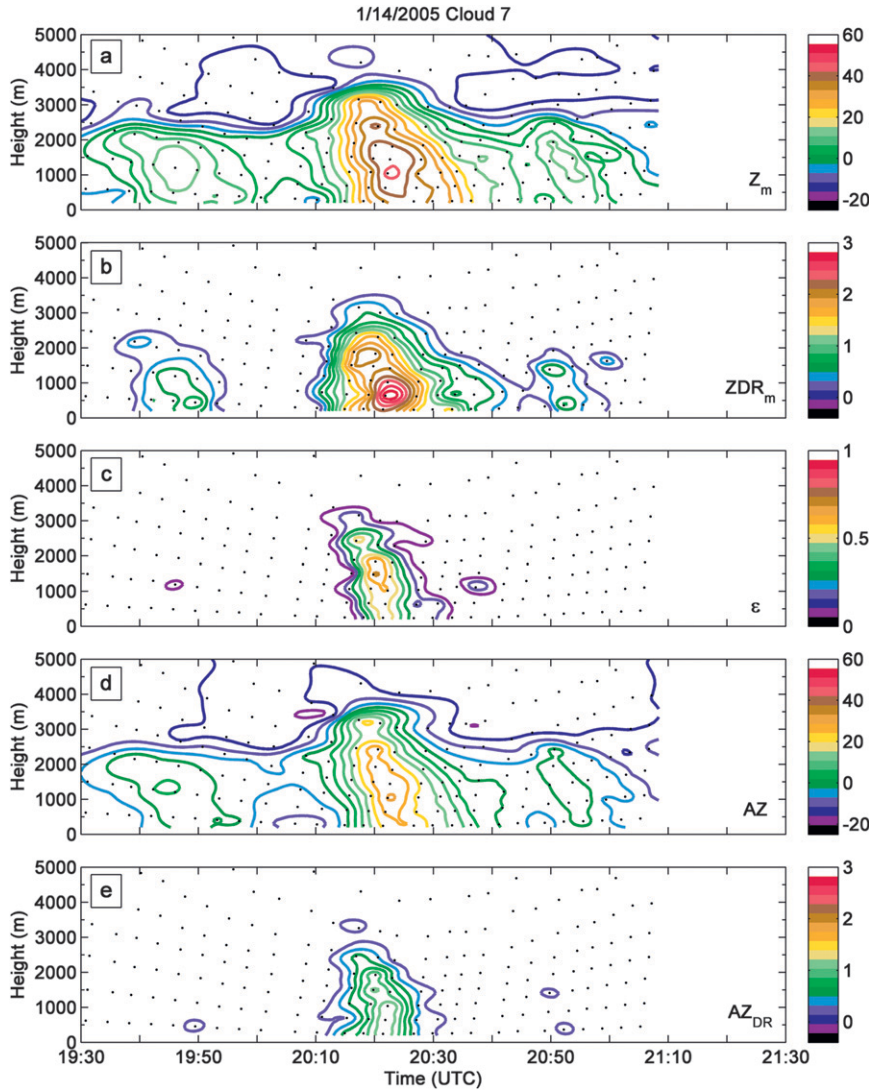 1/14/2005 Cloud 7
5000
4000
3000
2000
1000
0
Height (m)
a
Z_m
60
40
20
0
-20
5000
4000
3000
2000
1000
0
Height (m)
b
ZDR_m
3
2
1
0
5000
4000
3000
2000
1000
0
Height (m)
c
ε
1
0.5
0
5000
4000
3000
2000
1000
0
Height (m)
d
AZ
60
40
20
0
-20
5000
4000
3000
2000
1000
0
Height (m)
e
AZ_DR
3
2
1
0
19:30 19:50 20:10 20:30 20:50 21:10 21:30
Time (UTC)